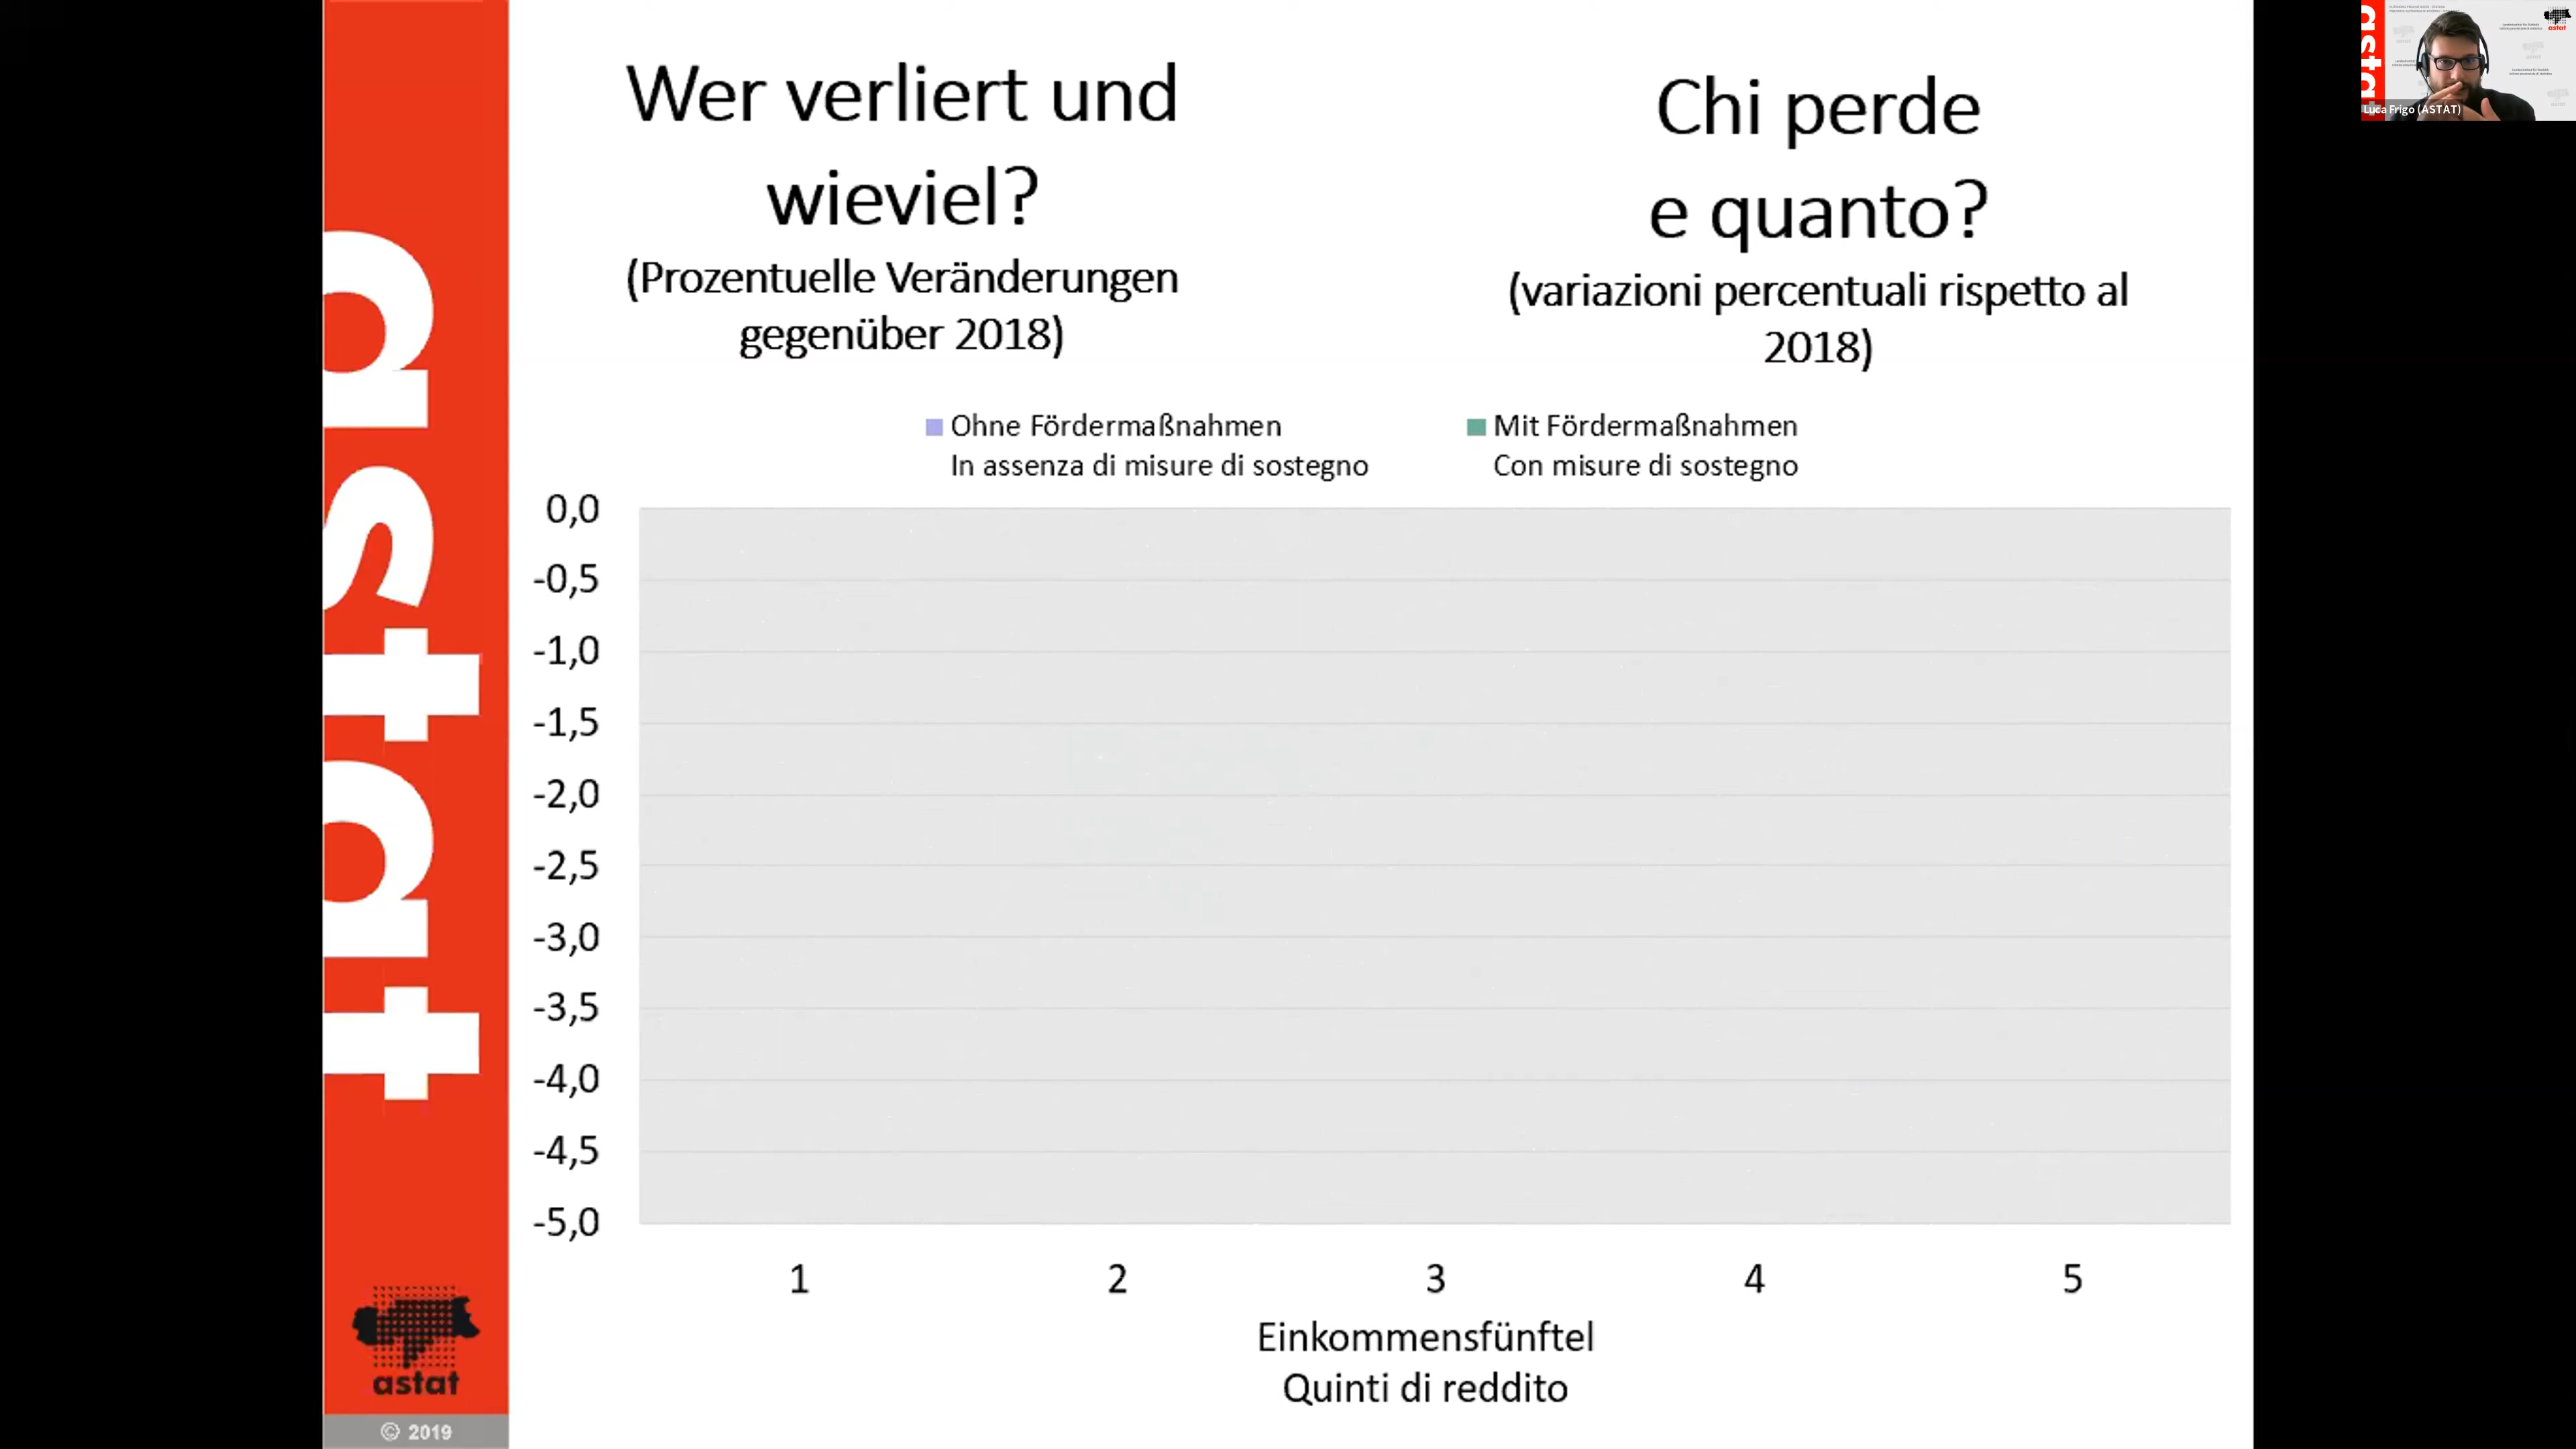 Wer verliert und
wieviel?
(Prozentuelle Veränderungen
gegenüber 2018)
Chi perde
e quanto?
(variazioni percentuali rispetto al
2018)
Ohne Fördermaßnahmen
In assenza di misure di sostegno
Mit Fördermaßnahmen
Con misure di sostegno
0,0
-0,5
-1,0
-1,5
-2,0
-2,5
-3,0
-3,5
-4,0
-4,5
-5,0
1 2 3 4 5
Einkommensfünftel
Quinti di reddito
astat
astat
© 2019
astat
astat
Luca Frigo (ASTAT)